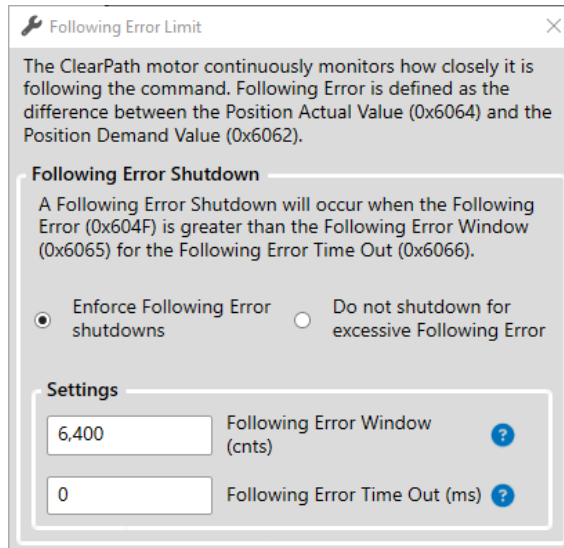 Following Error Limit
The ClearPath motor continuously monitors how closely it is
following the command. Following Error is defined as the
difference between the Position Actual Value (0x6064) and the
Position Demand Value (0x6062).
Following Error Shutdown
A Following Error Shutdown will occur when the Following
Error (0x604F) is greater than the Following Error Window
(0x6065) for the Following Error Time Out (0x6066).
Enforce Following Error
shutdowns
Do not shutdown for
excessive Following Error
Settings
6,400
Following Error Window
(cnts)
?
0
Following Error Time Out (ms)
?